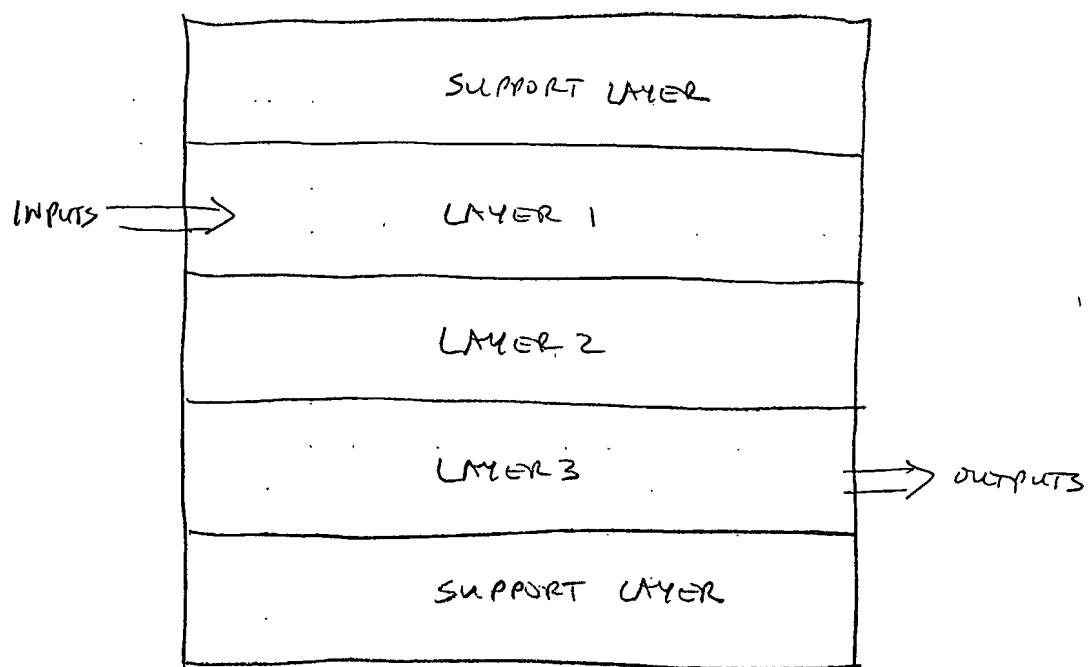 SUPPORT LAYER
INPUTS
LAYER 1
LAYER 2
LAYER 3
OUTPUTS
SUPPORT LAYER